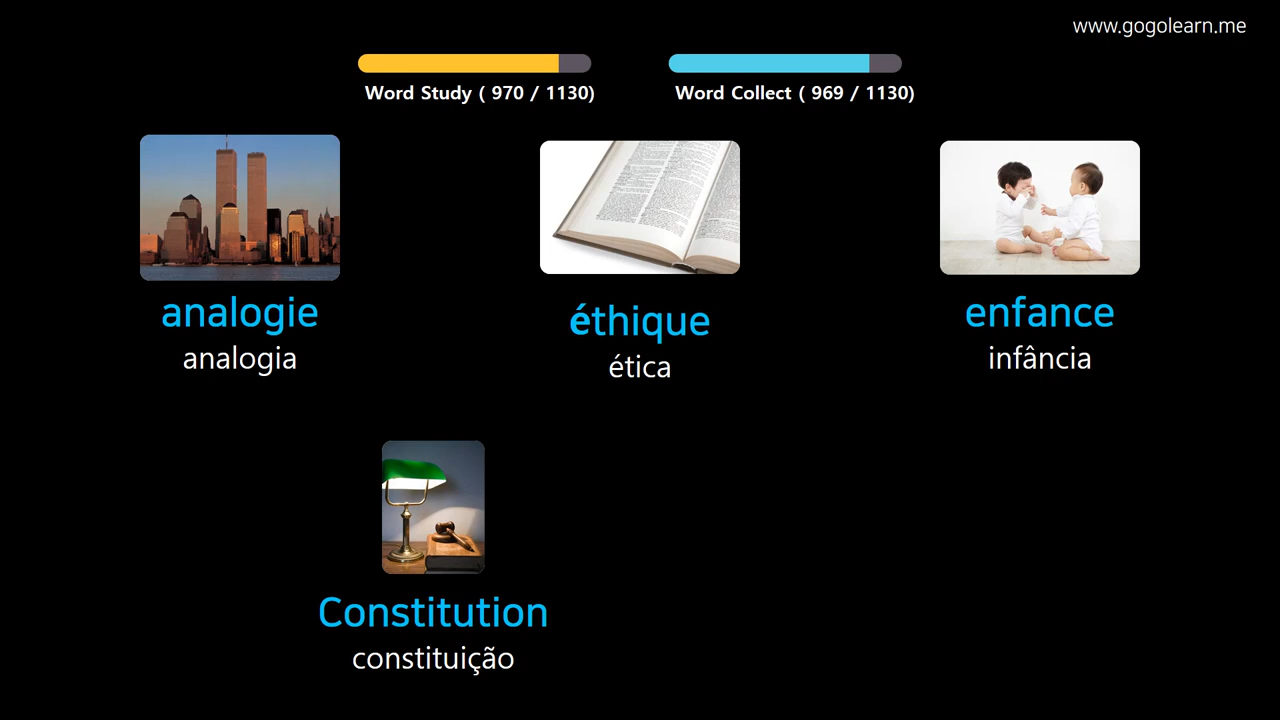 www.gogolearn.me
Word Study ( 970 / 1130)
Word Collect ( 969 / 1130)
analogie
analogia
éthique
ética
enfance
infância
Constitution
constituição